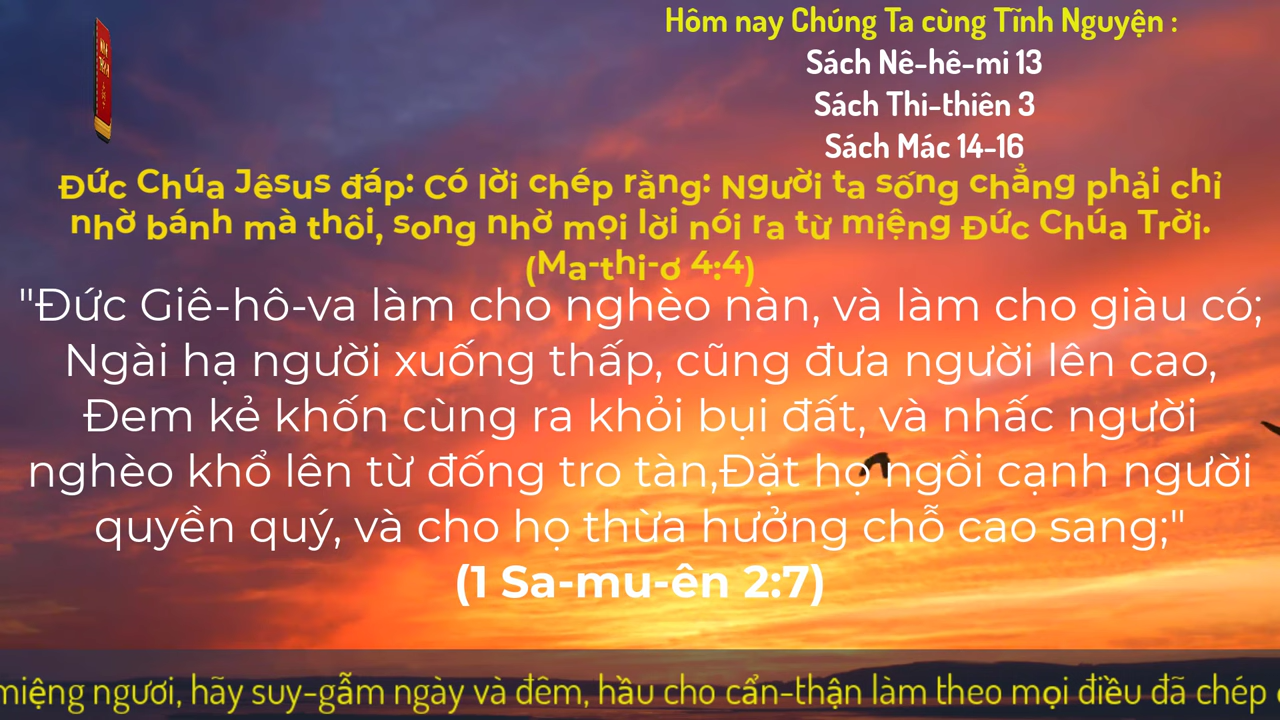 Hôm nay Chúng Ta cùng Tĩnh Nguyện :
Sách Nê-hê-mi 13
Sách Thi-thiên 3
Sách Mác 14-16
Đức Chúa Jêsus đáp: Có lời chép rằng: Người ta sống chẳng phải chỉ
nhờ bánh mà thôi, song nhờ mọi lời nói ra từ miệng Đức Chúa Trời.
(Ma-thi-ơ 4:4)
"Đức Giê-hô-va làm cho nghèo nàn, và làm cho giàu có;
Ngài hạ người xuống thấp, cũng đưa người lên cao,
Đem kẻ khốn cùng ra khỏi bụi đất, và nhấc người
nghèo khổ lên từ đống tro tàn,Đặt họ ngồi cạnh người
quyền quý, và cho họ thừa hưởng chỗ cao sang;"
(1 Sa-mu-ên 2:7)
miệng ngươi, hãy suy-gẫm ngày và đêm, hầu cho cẩn-thận làm theo mọi điều đã chép